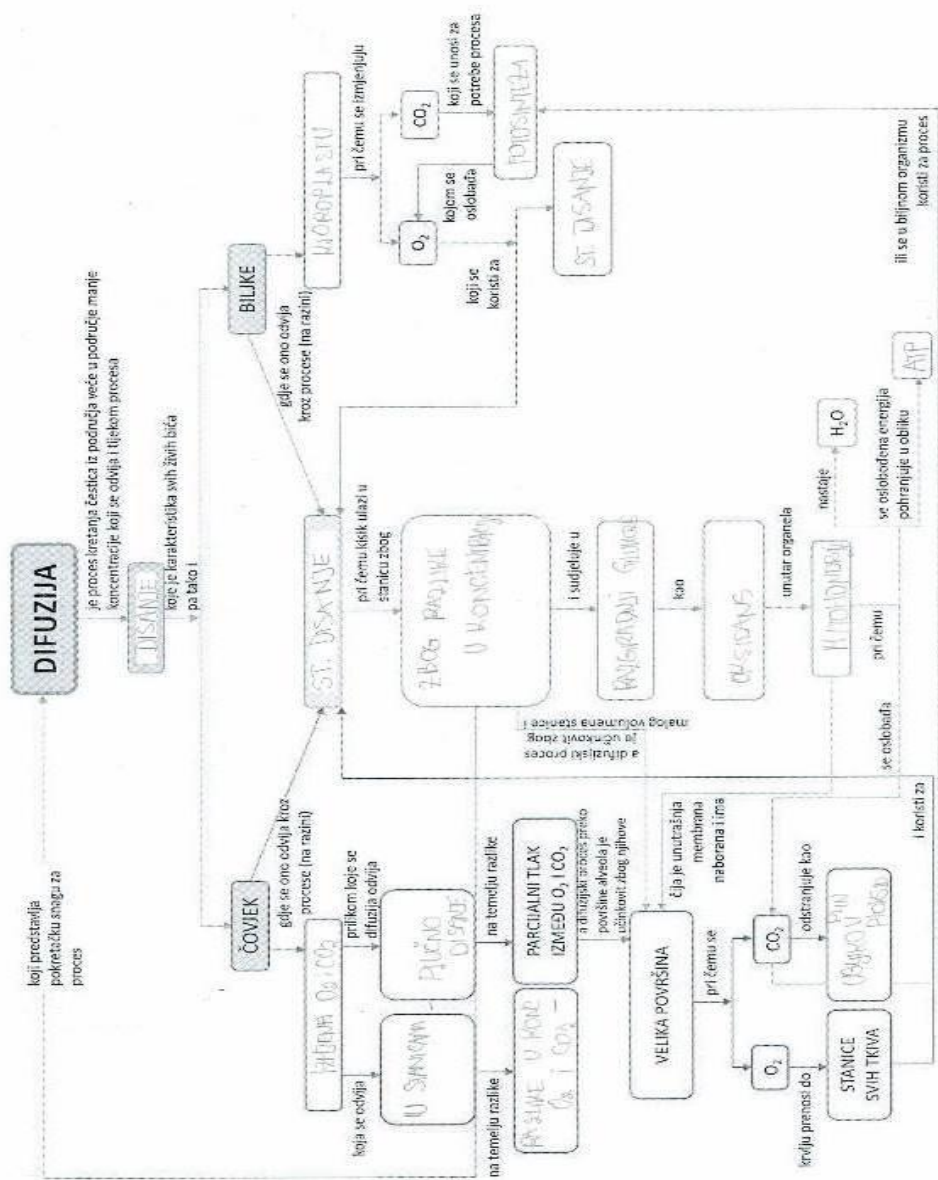 DIFUZIJA
koji predstavlja
pokretačku snagu za
proces
je proces kretanja čestica iz područja veće u područje manje
koncentracije koji se odvija i tijekom procesa
DISANJE
koje je karakteristika svih živih bića
pa tako i
ČOVJEK
BILJKE
gdje se ono odvija kroz
procese (na razini)
gdje se ono odvija
kroz procese (na razini)
IZMJENA O2 i CO2
prilikom koje se
difuzija odvija
koja se odvija
U STANICAMA
PLUĆNO
DISANJE
na temelju razlike
na temelju razlike
RAZLIKE U KONC
O2 i CO2
PARCIJALNI TLAK
IZMEĐU O₂ I CO₂
a difuzijski proces preko
površine alveola je
učinkovit zbog njihove
VELIKA POVRŠINA
pri čemu se
O₂
CO₂
krvlju prenosi do
odstranjuje kao
STANICE
SVIH TKIVA
PLIN
i koristi za
ST. DISANJE
pri čemu kisik ulazi u
stanicu zbog
ZBOG RAZLIKE
U KONCENTRACIJI
a difuzijski proces
je učinkovit zbog
malog volumena stanice i
i sudjeluje u
RAZGRADNJI GLUKOZE
kao
OKSIDANS
unutar organela
MITOHONDRIJ
čija je unutrašnja
membrana
naborana i ima
pri čemu
se oslobađa
nastaje
H₂O
se oslobođena energija
pohranjuje u obliku
ATP
pri čemu se izmjenjuju
O₂
CO₂
kojom se
oslobađa
koji se unosi za
potrebe procesa
FOTOSINTEZA
koji se
koristi za
ST. DISANJE
ili se u biljnom organizmu
koristi za proces